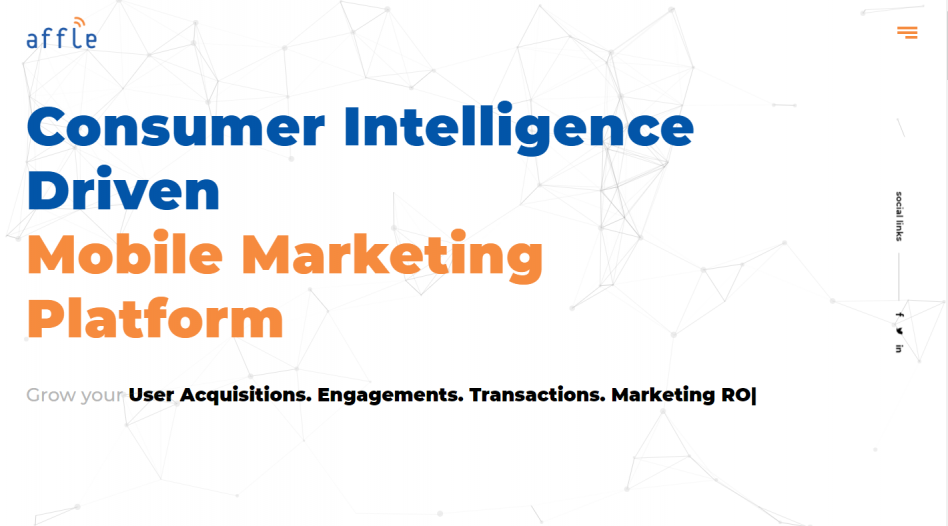 affle
Consumer Intelligence
Driven
Mobile Marketing
Platform
Grow your User Acquisitions. Engagements. Transactions. Marketing RO|
social links
f
in